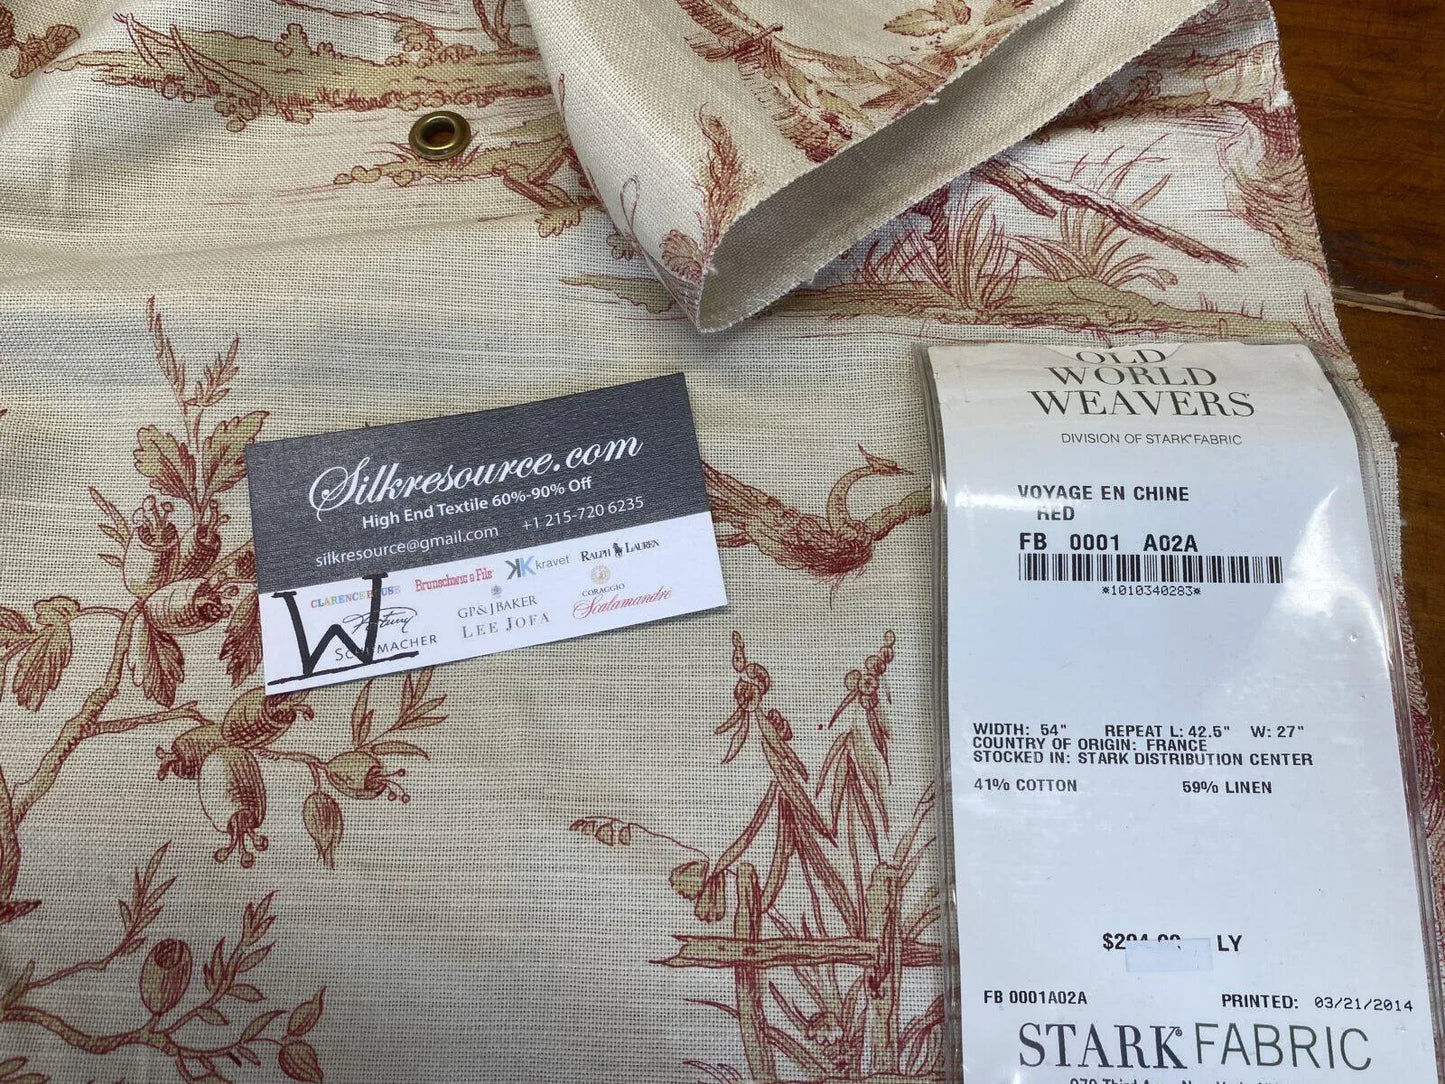 Silkresource.com
High End Textile 60%-90% Off
silkresource@gmail.com +1 215-720 6235
CLARENCE HOUSE Brunschwig & Fils kravet RALPH LAUREN
GP & J BAKER CORAGGIO
SCHUMACHER LEE JOFA Scalamandré
W
OLD
WORLD
WEAVERS
DIVISION OF STARK® FABRIC
VOYAGE EN CHINE
RED
FB 0001 A02A
*1010340283*
WIDTH: 54" REPEAT L: 42.5" W: 27"
COUNTRY OF ORIGIN: FRANCE
STOCKED IN: STARK DISTRIBUTION CENTER
41% COTTON 59% LINEN
LY
FB 0001A02A PRINTED: 03/21/2014
STARK® FABRIC
979 Third